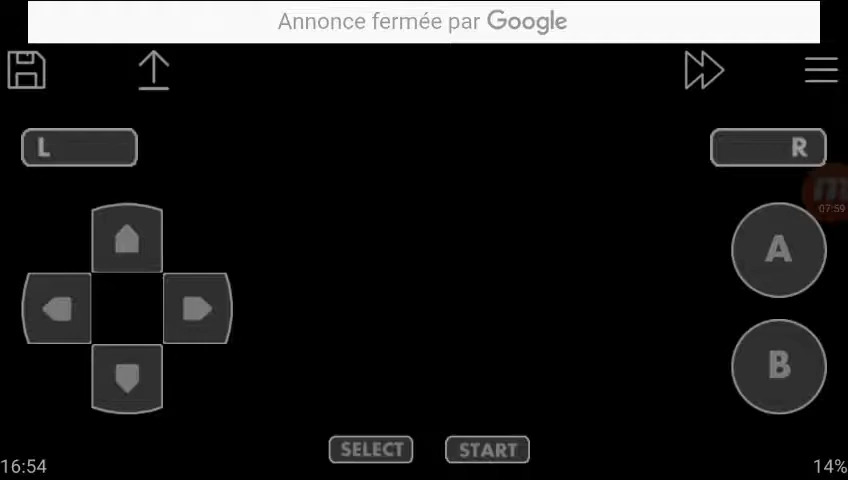 Annonce fermée par Google
L
R
07:59
A
B
SELECT
START
16:54
14%